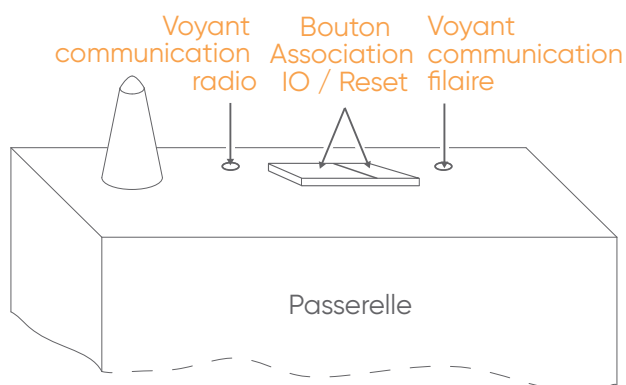 Voyant
communication
radio
Bouton
Association
IO / Reset
Voyant
communication
filaire
Passerelle